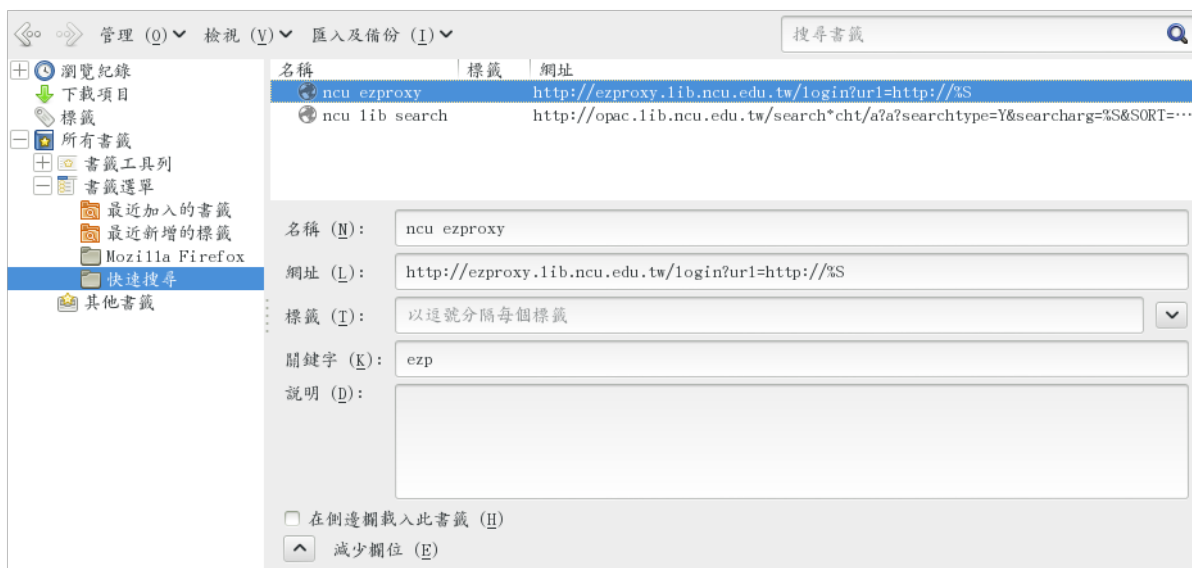 管理 (O) 檢視 (V) 匯入及備份 (I) 搜尋書籤
瀏覽紀錄
下載項目
標籤
所有書籤
書籤工具列
書籤選單
最近加入的書籤
最近新增的標籤
Mozilla Firefox
快速搜尋
其他書籤
名稱 標籤 網址
ncu ezproxy http://ezproxy.lib.ncu.edu.tw/login?url=http://%S
ncu lib search http://opac.lib.ncu.edu.tw/search*cht/a?a?searchtype=Y&searcharg=%S&SORT=…
名稱 (N): ncu ezproxy
網址 (L): http://ezproxy.lib.ncu.edu.tw/login?url=http://%S
標籤 (T): 以逗號分隔每個標籤
關鍵字 (K): ezp
說明 (D):
在側邊欄載入此書籤 (H)
減少欄位 (E)